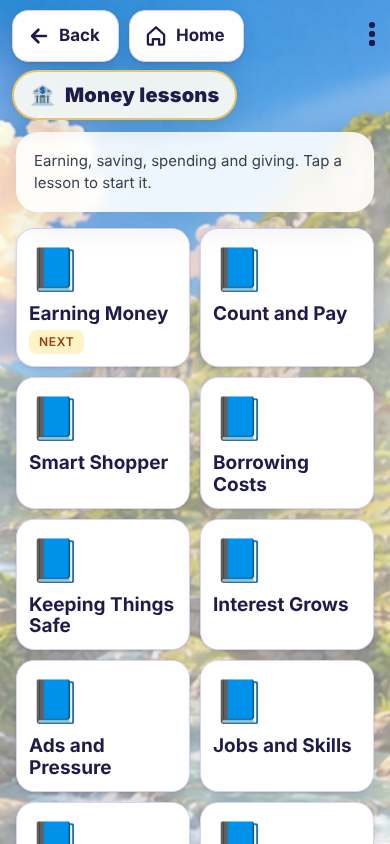 Back
Home
Money lessons
Earning, saving, spending and giving. Tap a
lesson to start it.
Earning Money
NEXT
Count and Pay
Smart Shopper
Borrowing
Costs
Keeping Things
Safe
Interest Grows
Ads and
Pressure
Jobs and Skills